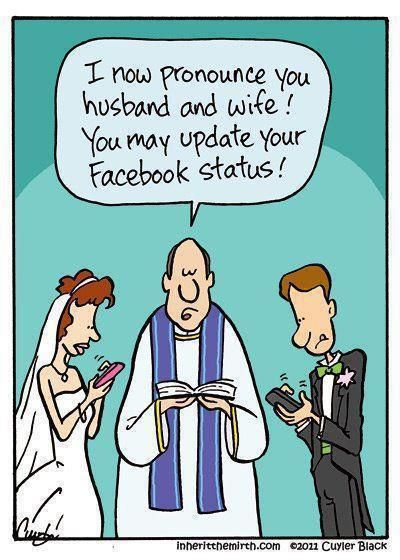 I now pronounce you
husband and wife!
You may update your
Facebook status!
inheritthemirth.com ©2011 Cuyler Black